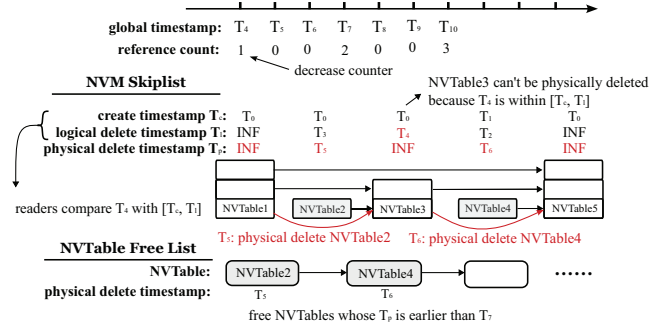 global timestamp: T4 T5 T6 T7 T8 T9 T10
reference count: 1 0 0 2 0 0 3
decrease counter
NVM Skiplist
NVTable3 can't be physically deleted
because T4 is within [Tc, Tl]
create timestamp Tc: T0 T0 T0 T1 T0
logical delete timestamp Tl: INF T3 T4 T2 INF
physical delete timestamp Tp: INF T5 INF T6 INF
readers compare T4 with [Tc, Tl]
NVTable1 NVTable2 NVTable3 NVTable4 NVTable5
T5: physical delete NVTable2 T6: physical delete NVTable4
NVTable Free List
NVTable: NVTable2 NVTable4 ......
physical delete timestamp: T5 T6
free NVTables whose Tp is earlier than T7